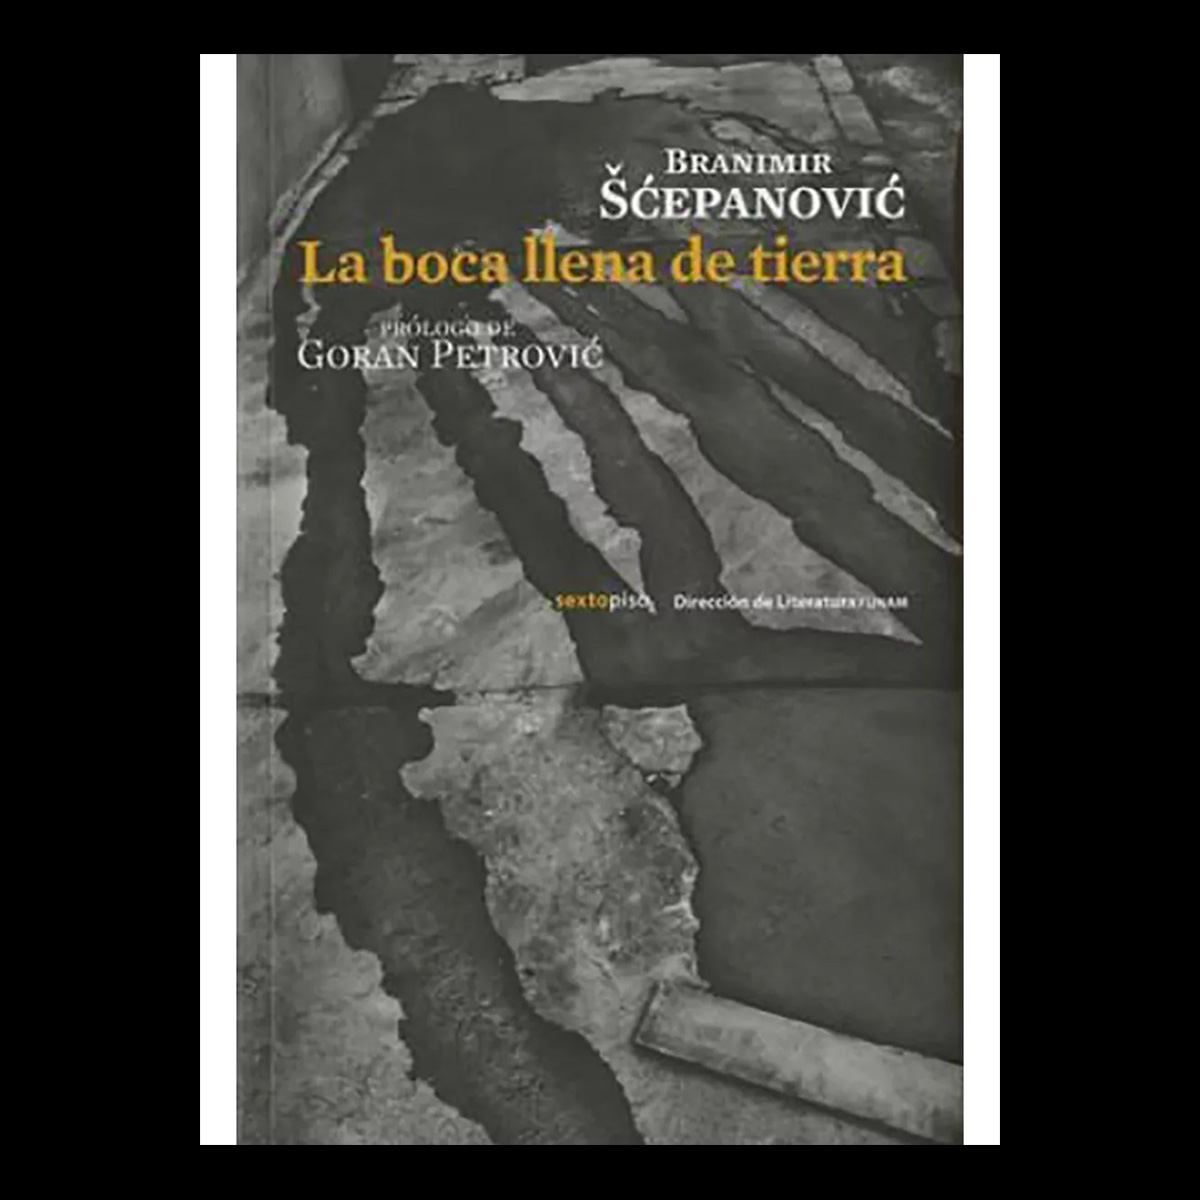 BRANIMIR
ŠĆEPANOVIĆ
La boca llena de tierra
PRÓLOGO DE
GORAN PETROVIĆ
sextopiso
Dirección de Literatura / UNAM